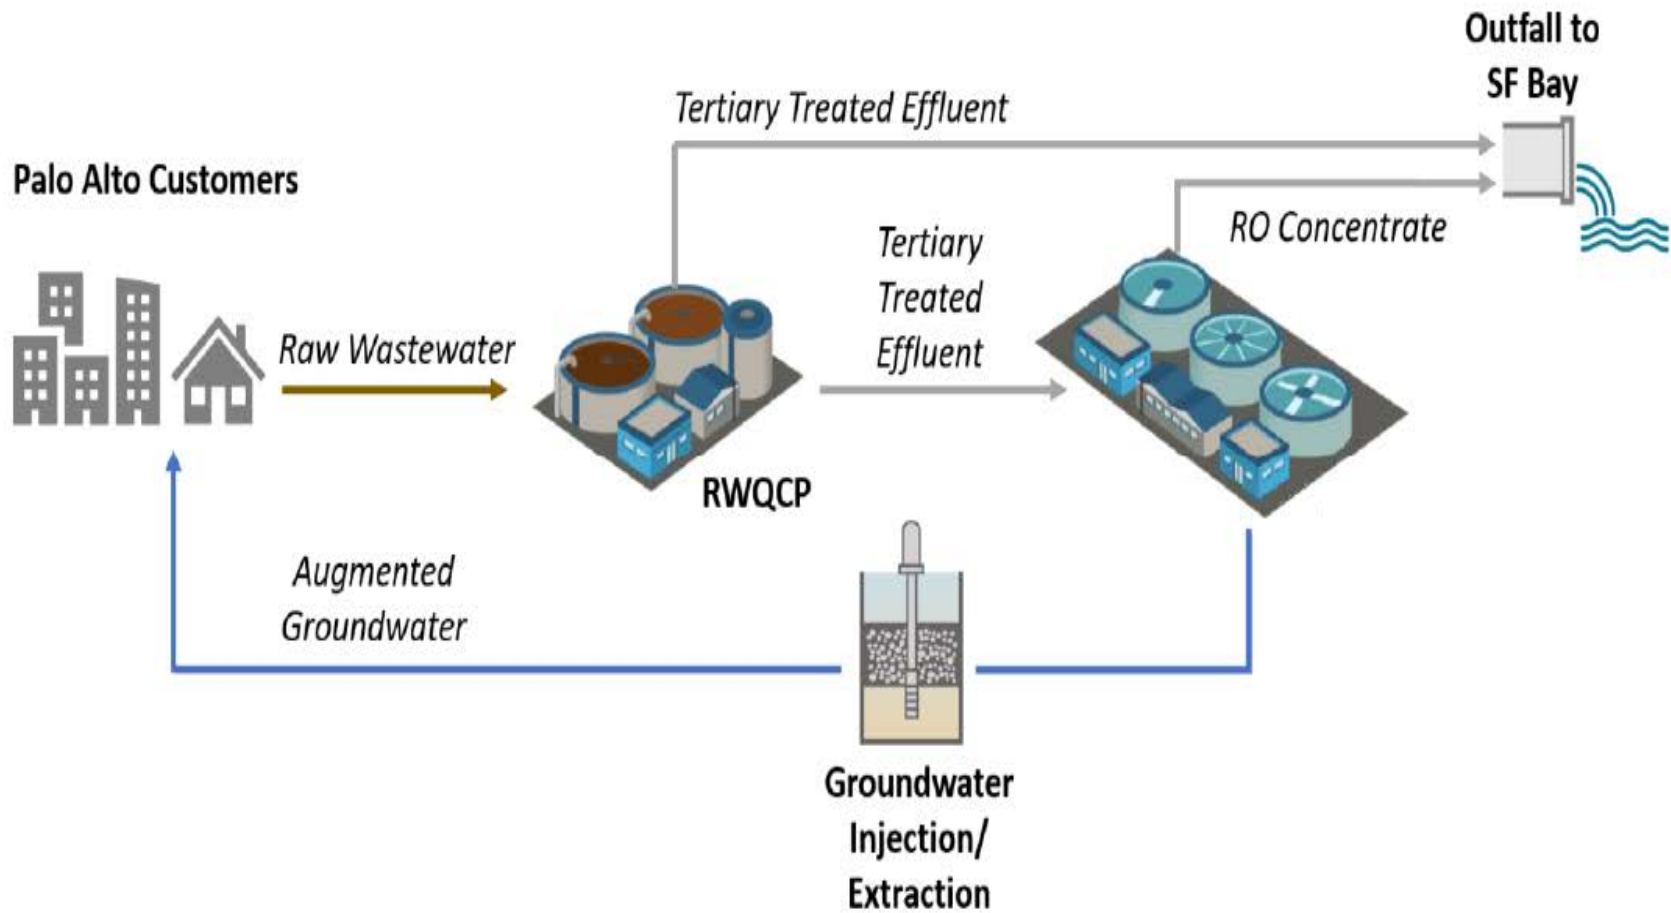 Outfall to
SF Bay
Tertiary Treated Effluent
Palo Alto Customers
RO Concentrate
Tertiary
Treated
Effluent
Raw Wastewater
RWQCP
Augmented
Groundwater
Groundwater
Injection/
Extraction